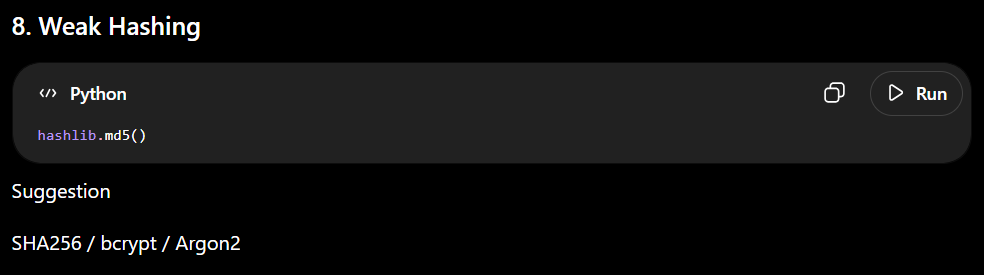 8. Weak Hashing
Python
Run
hashlib.md5()
Suggestion
SHA256 / bcrypt / Argon2